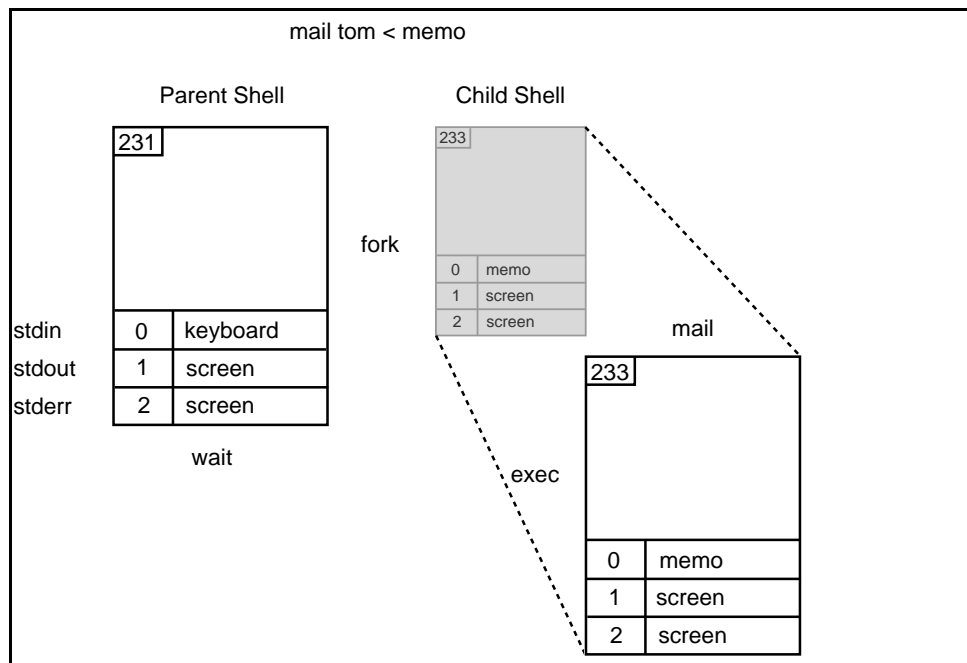 mail tom < memo
Parent Shell
Child Shell
231
233
fork
0 memo
1 screen
2 screen
stdin 0 keyboard
stdout 1 screen
stderr 2 screen
wait
mail
233
exec
0 memo
1 screen
2 screen